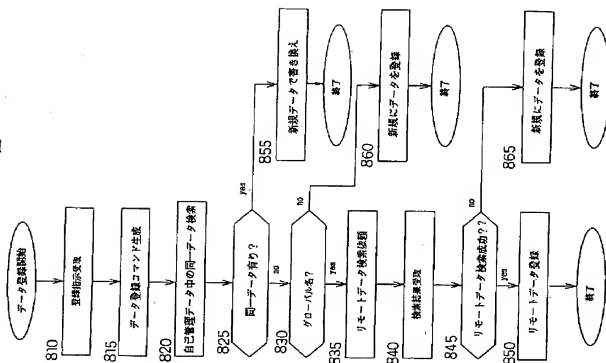 データ登録開始
810
登録指示受取
815
データ登録コマンド生成
820
自己管理データ中の同一データ検索
825
同一データ有り?
yes
no
855
新規データで書き換え
終了
830
グローバル名?
no
yes
860
新規にデータを登録
終了
835
リモートデータ検索依頼
840
検索結果受取
845
リモートデータ検索成功??
no
yes
865
新規にデータを登録
終了
850
リモートデータ登録
終了